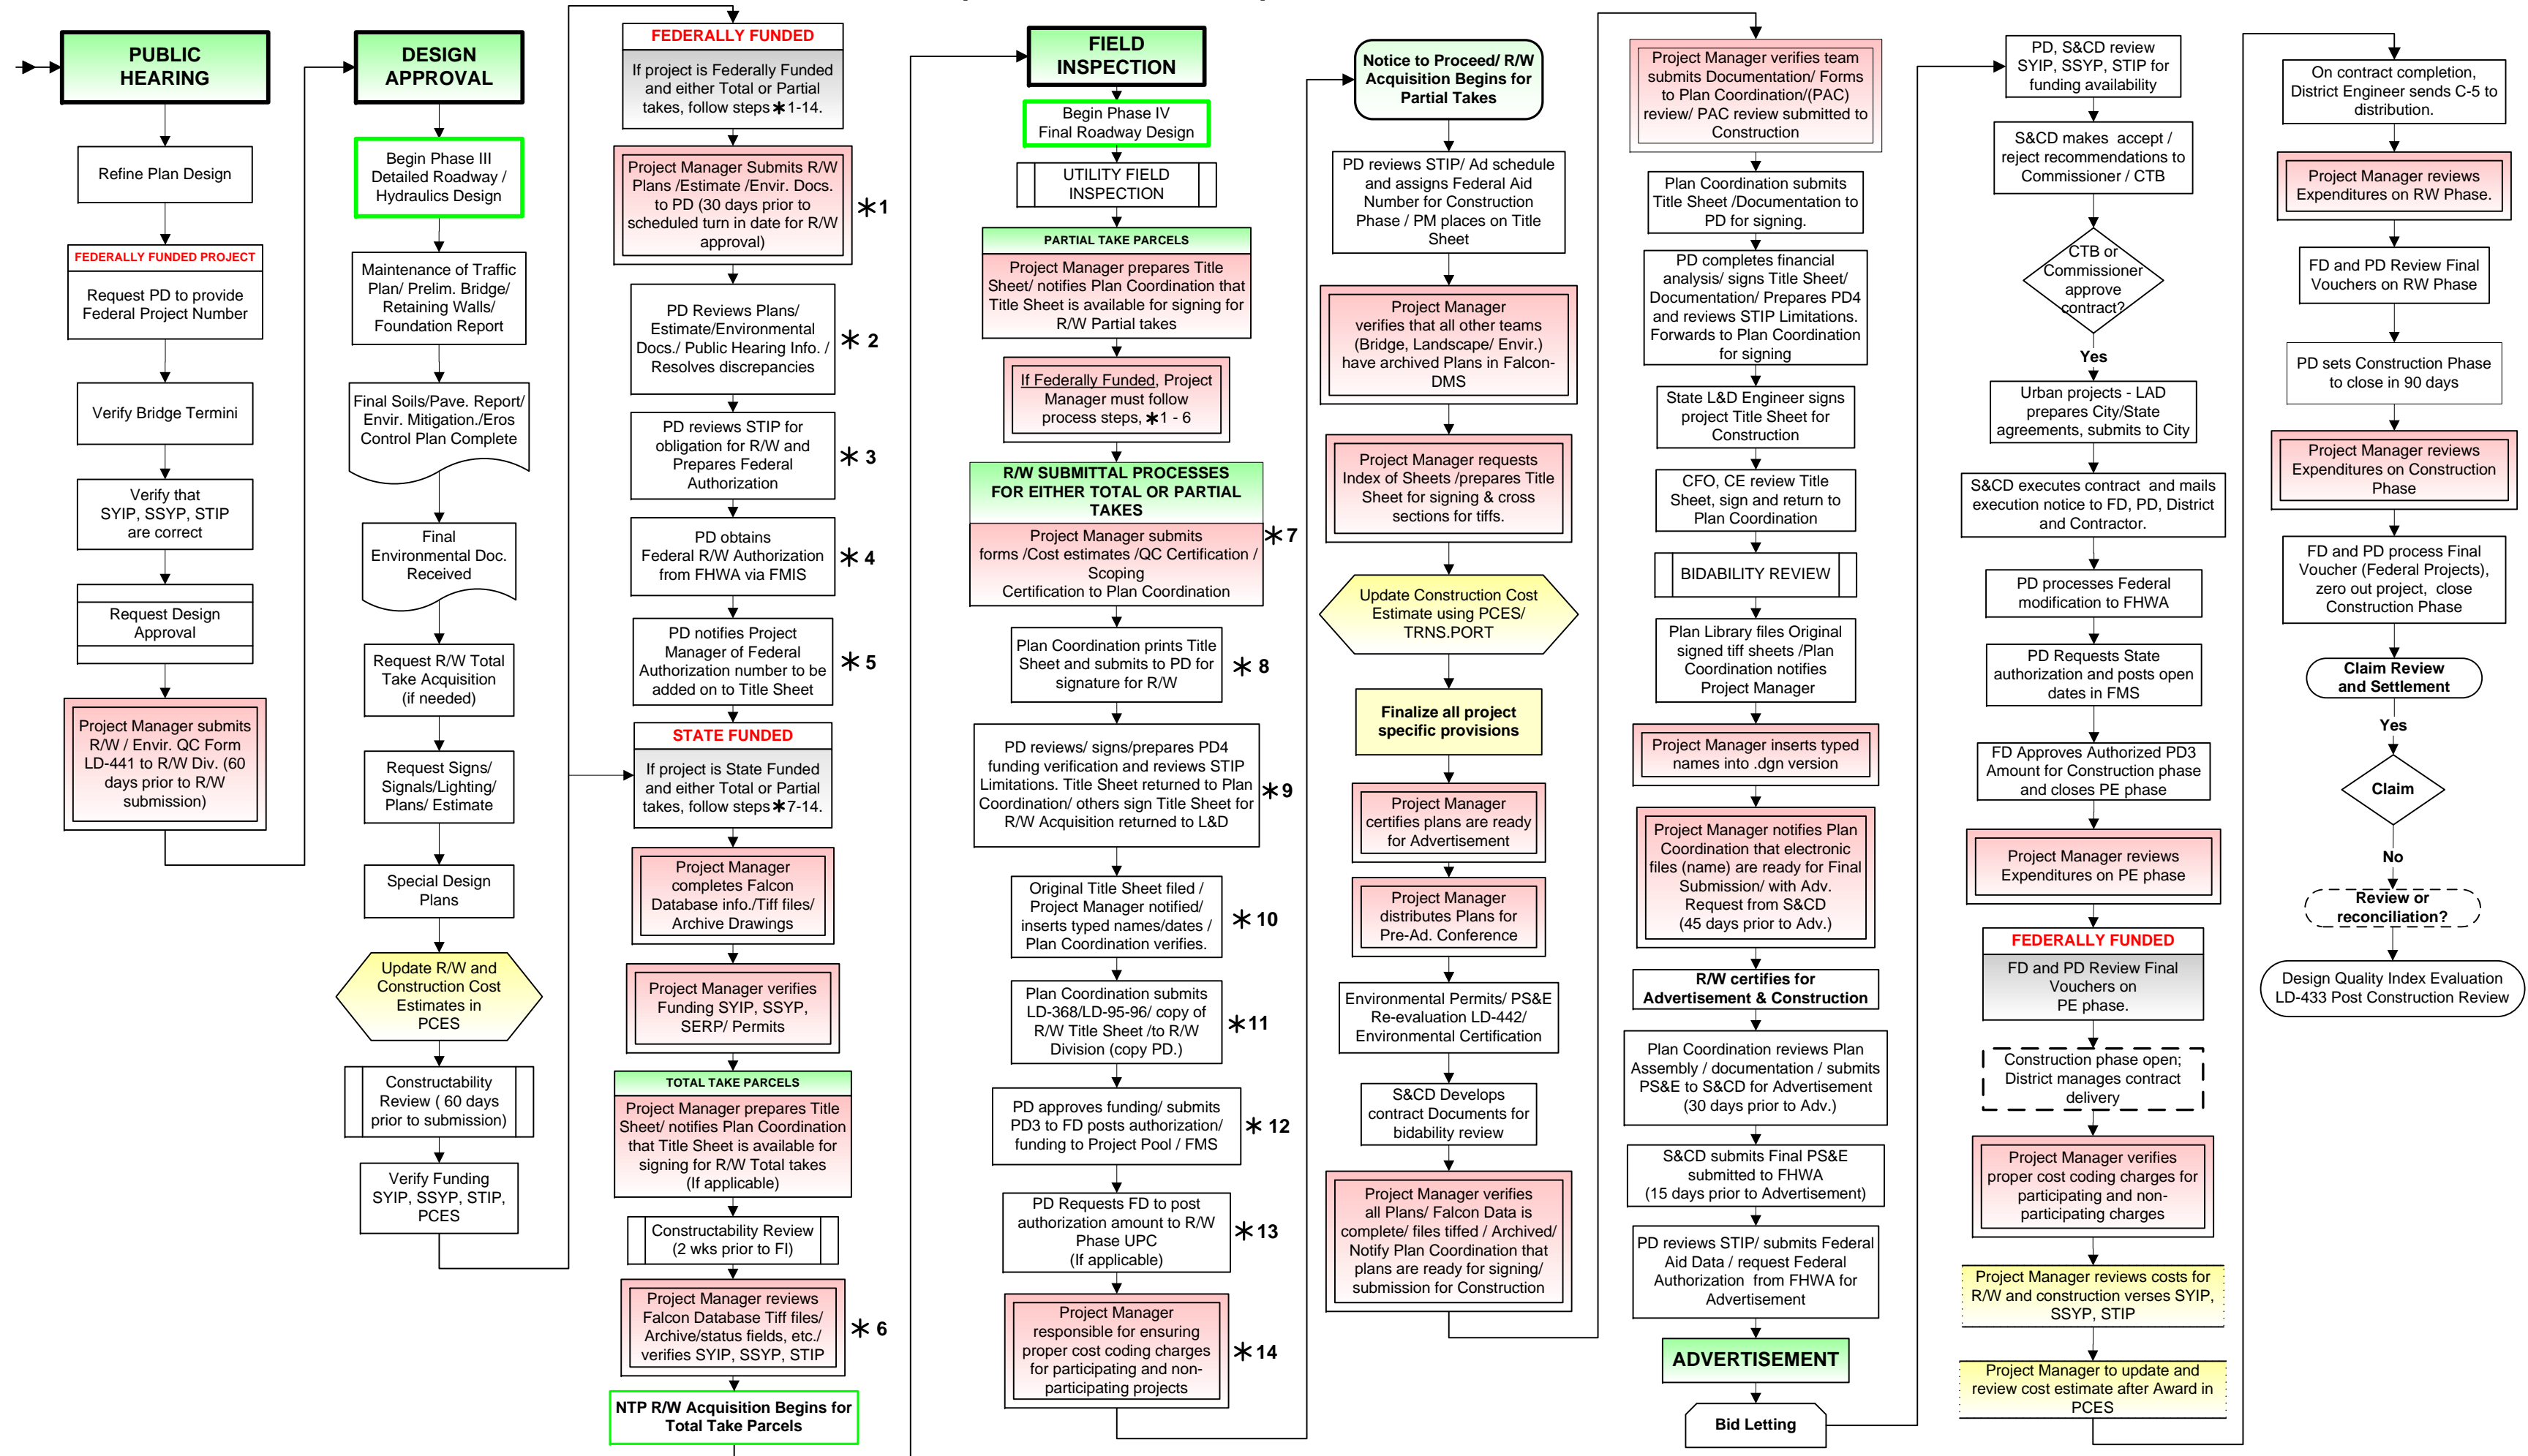 PUBLIC
HEARING
Refine Plan Design
FEDERALLY FUNDED PROJECT
Request PD to provide
Federal Project Number
Verify Bridge Termini
Verify that
SYIP, SSYP, STIP
are correct
Request Design
Approval
Project Manager submits
R/W / Envir. QC Form
LD-441 to R/W Div. (60
days prior to R/W
submission)
DESIGN
APPROVAL
Begin Phase III
Detailed Roadway /
Hydraulics Design
Maintenance of Traffic
Plan/ Prelim. Bridge/
Retaining Walls/
Foundation Report
Final Soils/Pave. Report/
Envir. Mitigation./Eros
Control Plan Complete
Final
Environmental Doc.
Received
Request R/W Total
Take Acquisition
(if needed)
Request Signs/
Signals/Lighting/
Plans/ Estimate
Special Design
Plans
Update R/W and
Construction Cost
Estimates in
PCES
Constructability
Review ( 60 days
prior to submission)
Verify Funding
SYIP, SSYP, STIP,
PCES
FEDERALLY FUNDED
If project is Federally Funded
and either Total or Partial
takes, follow steps ∗1-14.
Project Manager Submits R/W
Plans /Estimate /Envir. Docs.
to PD (30 days prior to
scheduled turn in date for R/W
approval)
∗1
PD Reviews Plans/
Estimate/Environmental
Docs./ Public Hearing Info. /
Resolves discrepancies
∗ 2
PD reviews STIP for
obligation for R/W and
Prepares Federal
Authorization
∗ 3
PD obtains
Federal R/W Authorization
from FHWA via FMIS
∗ 4
PD notifies Project
Manager of Federal
Authorization number to be
added on to Title Sheet
∗ 5
STATE FUNDED
If project is State Funded
and either Total or Partial
takes, follow steps ∗7-14.
Project Manager
completes Falcon
Database info./Tiff files/
Archive Drawings
Project Manager verifies
Funding SYIP, SSYP,
SERP/ Permits
TOTAL TAKE PARCELS
Project Manager prepares Title
Sheet/ notifies Plan Coordination
that Title Sheet is available for
signing for R/W Total takes
(If applicable)
Constructability Review
(2 wks prior to FI)
Project Manager reviews
Falcon Database Tiff files/
Archive/status fields, etc./
verifies SYIP, SSYP, STIP
∗ 6
NTP R/W Acquisition Begins for
Total Take Parcels
FIELD
INSPECTION
Begin Phase IV
Final Roadway Design
UTILITY FIELD
INSPECTION
PARTIAL TAKE PARCELS
Project Manager prepares Title
Sheet/ notifies Plan Coordination that
Title Sheet is available for signing for
R/W Partial takes
If Federally Funded, Project
Manager must follow
process steps, ∗1 - 6
R/W SUBMITTAL PROCESSES
FOR EITHER TOTAL OR PARTIAL
TAKES
Project Manager submits
forms /Cost estimates /QC Certification /
Scoping
Certification to Plan Coordination
∗ 7
Plan Coordination prints Title
Sheet and submits to PD for
signature for R/W
∗ 8
PD reviews/ signs/prepares PD4
funding verification and reviews STIP
Limitations. Title Sheet returned to Plan
Coordination/ others sign Title Sheet for
R/W Acquisition returned to L&D
∗9
Original Title Sheet filed /
Project Manager notified/
inserts typed names/dates /
Plan Coordination verifies.
∗ 10
Plan Coordination submits
LD-368/LD-95-96/ copy of
R/W Title Sheet /to R/W
Division (copy PD.)
∗11
PD approves funding/ submits
PD3 to FD posts authorization/
funding to Project Pool / FMS
∗ 12
PD Requests FD to post
authorization amount to R/W
Phase UPC
(If applicable)
∗ 13
Project Manager
responsible for ensuring
proper cost coding charges
for participating and non-
participating projects
∗ 14
Notice to Proceed/ R/W
Acquisition Begins for
Partial Takes
PD reviews STIP/ Ad schedule
and assigns Federal Aid
Number for Construction
Phase / PM places on Title
Sheet
Project Manager
verifies that all other teams
(Bridge, Landscape/ Envir.)
have archived Plans in Falcon-
DMS
Project Manager requests
Index of Sheets /prepares Title
Sheet for signing & cross
sections for tiffs.
Update Construction Cost
Estimate using PCES/
TRNS.PORT
Finalize all project
specific provisions
Project Manager
certifies plans are ready
for Advertisement
Project Manager
distributes Plans for
Pre-Ad. Conference
Environmental Permits/ PS&E
Re-evaluation LD-442/
Environmental Certification
S&CD Develops
contract Documents for
bidability review
Project Manager verifies
all Plans/ Falcon Data is
complete/ files tiffed / Archived/
Notify Plan Coordination that
plans are ready for signing/
submission for Construction
Project Manager verifies team
submits Documentation/ Forms
to Plan Coordination/(PAC)
review/ PAC review submitted to
Construction
Plan Coordination submits
Title Sheet /Documentation to
PD for signing.
PD completes financial
analysis/ signs Title Sheet/
Documentation/ Prepares PD4
and reviews STIP Limitations.
Forwards to Plan Coordination
for signing
State L&D Engineer signs
project Title Sheet for
Construction
CFO, CE review Title
Sheet, sign and return to
Plan Coordination
BIDABILITY REVIEW
Plan Library files Original
signed tiff sheets /Plan
Coordination notifies
Project Manager
Project Manager inserts typed
names into .dgn version
Project Manager notifies Plan
Coordination that electronic
files (name) are ready for Final
Submission/ with Adv.
Request from S&CD
(45 days prior to Adv.)
R/W certifies for
Advertisement & Construction
Plan Coordination reviews Plan
Assembly / documentation / submits
PS&E to S&CD for Advertisement
(30 days prior to Adv.)
S&CD submits Final PS&E
submitted to FHWA
(15 days prior to Advertisement)
PD reviews STIP/ submits Federal
Aid Data / request Federal
Authorization from FHWA for
Advertisement
ADVERTISEMENT
Bid Letting
PD, S&CD review
SYIP, SSYP, STIP for
funding availability
S&CD makes accept /
reject recommendations to
Commissioner / CTB
CTB or
Commissioner
approve
contract?
Yes
Urban projects - LAD
prepares City/State
agreements, submits to City
S&CD executes contract and mails
execution notice to FD, PD, District
and Contractor.
PD processes Federal
modification to FHWA
PD Requests State
authorization and posts open
dates in FMS
FD Approves Authorized PD3
Amount for Construction phase
and closes PE phase
Project Manager reviews
Expenditures on PE phase
FEDERALLY FUNDED
FD and PD Review Final
Vouchers on
PE phase.
Construction phase open;
District manages contract
delivery
Project Manager verifies
proper cost coding charges for
participating and non-
participating charges
Project Manager reviews costs for
R/W and construction verses SYIP,
SSYP, STIP
Project Manager to update and
review cost estimate after Award in
PCES
On contract completion,
District Engineer sends C-5 to
distribution.
Project Manager reviews
Expenditures on RW Phase.
FD and PD Review Final
Vouchers on RW Phase
PD sets Construction Phase
to close in 90 days
Project Manager reviews
Expenditures on Construction
Phase
FD and PD process Final
Voucher (Federal Projects),
zero out project, close
Construction Phase
Claim Review
and Settlement
Yes
Claim
No
Review or
reconciliation?
Design Quality Index Evaluation
LD-433 Post Construction Review